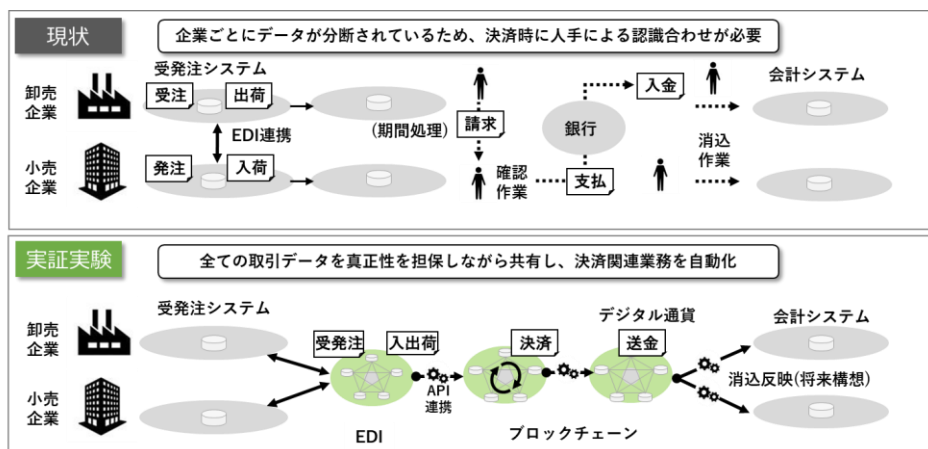 現状
企業ごとにデータが分断されているため、決済時に人手による認識合わせが必要
卸売
企業
受発注システム
受注
出荷
EDI連携
小売
企業
発注
入荷
(期間処理)
請求
確認
作業
銀行
入金
支払
消込
作業
会計システム
実証実験
全ての取引データを真正性を担保しながら共有し、決済関連業務を自動化
卸売
企業
受発注システム
小売
企業
受発注
入出荷
EDI
API
連携
決済
ブロックチェーン
デジタル通貨
送金
会計システム
消込反映(将来構想)